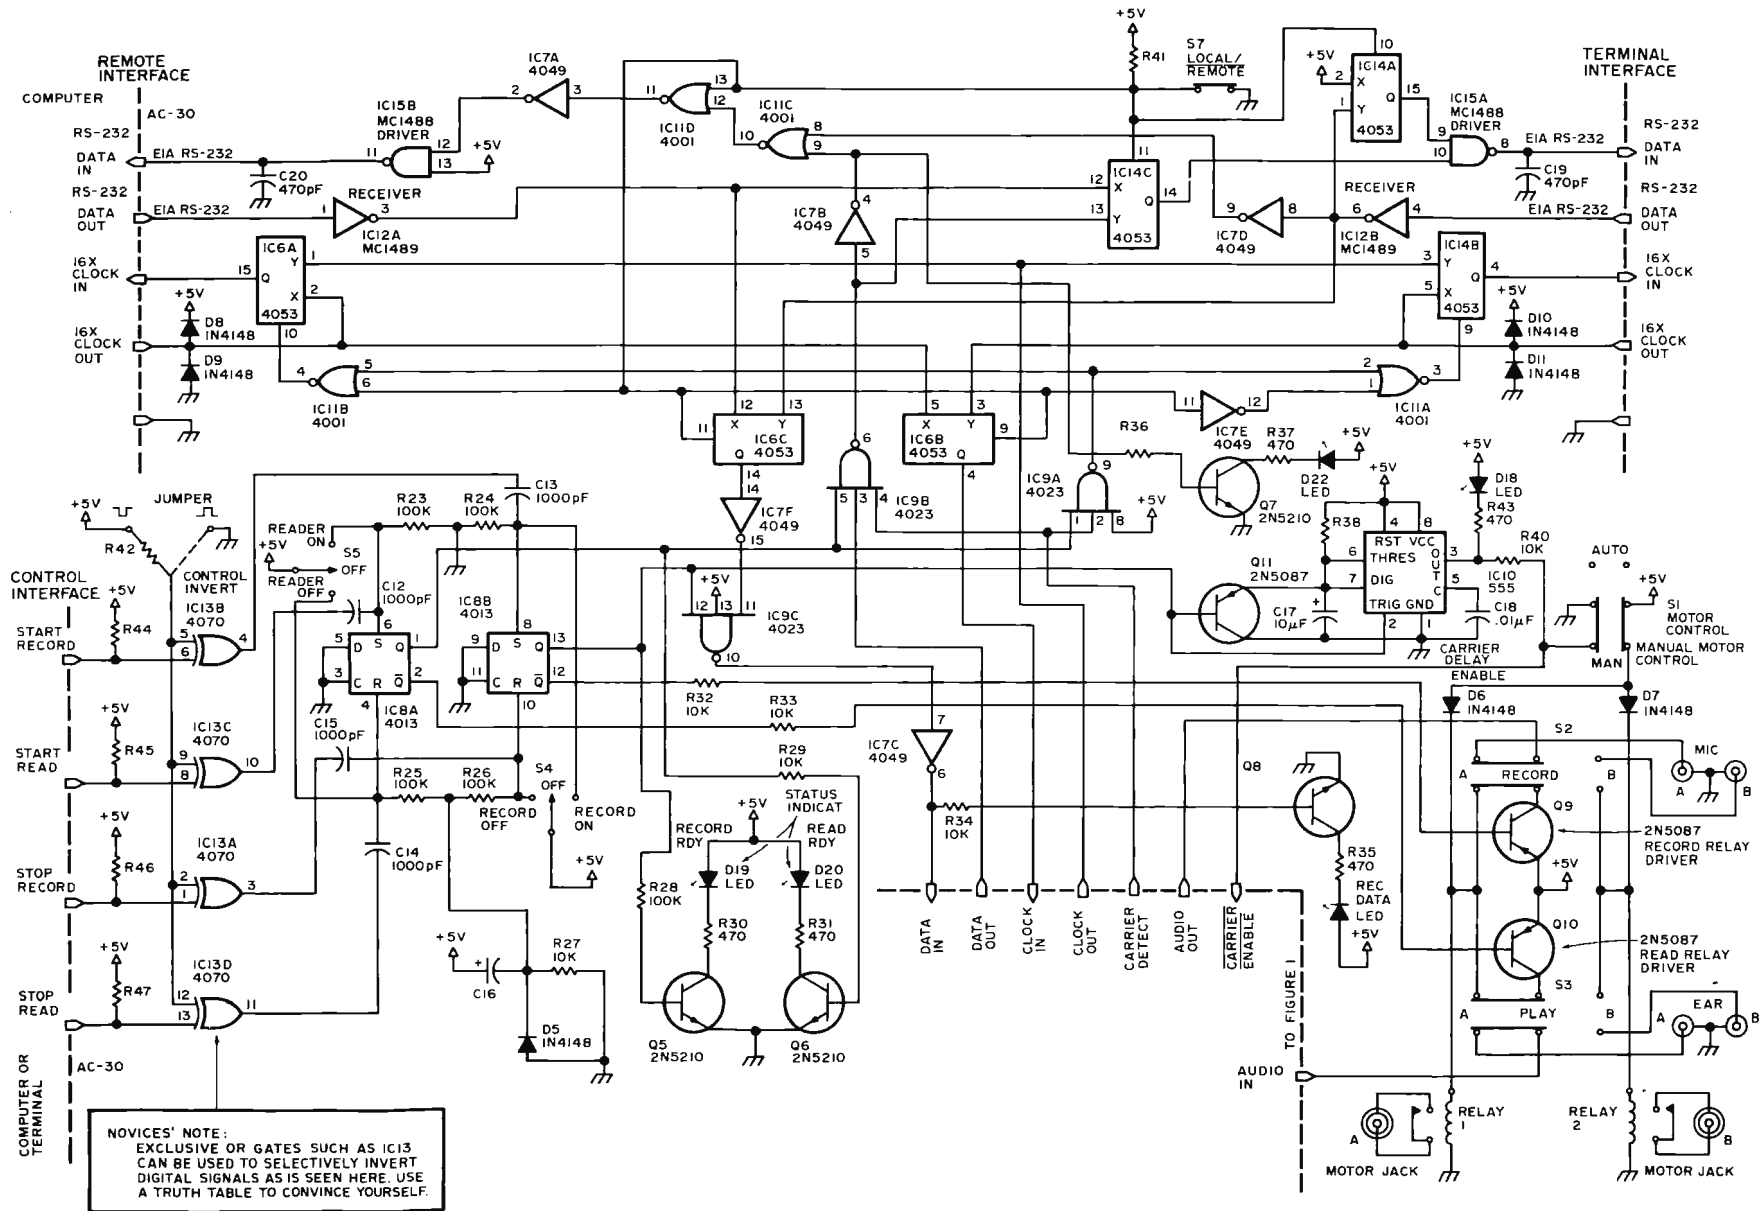 REMOTE
INTERFACE
COMPUTER
AC-30
RS-232
DATA
IN
EIA RS-232
C20
470pF
RS-232
DATA
OUT
EIA RS-232
16X
CLOCK
IN
16X
CLOCK
OUT
+5V
D8
1N4148
D9
1N4148
IC15B
MC1488
DRIVER
11
12
13
+5V
IC7A
4049
2
3
RECEIVER
1
3
IC12A
MC1489
IC6A
15
Q
Y
1
X
2
4053
10
4
5
6
IC11B
4001
11
13
12
IC11D
4001
10
IC11C
4001
8
9
4
IC7B
4049
5
+5V
R41
S7
LOCAL/
REMOTE
11
IC14C
12
X
Q
14
13
Y
4053
+5V
10
IC14A
2
X
Q
15
1
Y
4053
IC15A
MC1488
DRIVER
9
10
8
9
8
IC7D
4049
RECEIVER
6
4
IC12B
MC1489
IC14B
3
Y
Q
4
5
X
4053
9
TERMINAL
INTERFACE
RS-232
EIA RS-232
DATA
IN
C19
470pF
RS-232
EIA RS-232
DATA
OUT
16X
CLOCK
IN
+5V
D10
1N4148
D11
1N4148
16X
CLOCK
OUT
2
1
3
IC11A
4001
11
12
IC7E
4049
12
13
11
X
Y
IC6C
Q
4053
14
14
IC7F
4049
15
6
5
3
4
IC9B
4023
5
3
X
Y
9
IC6B
4053
Q
4
IC9A
4023
9
1
2
8
+5V
R36
Q7
2N5210
R37
470
D22
LED
+5V
+5V
D18
LED
R43
470
R38
4
8
RST VCC
6
THRES
OUT
3
7
DIG
C
5
TRIG GND
2
1
R40
10K
IC10
555
C18
.01μF
Q11
2N5087
+
C17
10μF
CARRIER
DELAY
ENABLE
AUTO
+5V
S1
MOTOR
CONTROL
MAN
MANUAL MOTOR
CONTROL
D6
1N4148
D7
1N4148
+5V
JUMPER
R42
CONTROL
INVERT
CONTROL
INTERFACE
+5V
R44
START
RECORD
IC13B
4070
5
6
4
+5V
R45
START
READ
IC13C
4070
9
8
10
+5V
R46
STOP
RECORD
IC13A
4070
2
1
3
+5V
R47
STOP
READ
IC13D
4070
12
13
11
AC-30
COMPUTER OR
TERMINAL
READER
ON
+5V
S5
OFF
READER
OFF
C12
1000pF
R23
100K
R24
100K
C13
1000pF
6
5
D
S
Q
1
3
C
R
Q
2
4
IC8A
4013
IC8B
4013
8
9
D
S
Q
13
11
C
R
Q
12
10
C15
1000pF
R25
100K
R26
100K
S4
OFF
RECORD
OFF
RECORD
ON
+5V
C14
1000pF
+5V
+
C16
R27
10K
D5
1N4148
12
+5V
13
11
IC9C
4023
10
R32
10K
R33
10K
R29
10K
STATUS
INDICAT
+5V
RECORD
RDY
READ
RDY
D19
LED
D20
LED
R28
100K
R30
470
R31
470
Q5
2N5210
Q6
2N5210
7
IC7C
4049
6
R34
10K
Q8
R35
470
REC
DATA
LED
+5V
DATA
IN
DATA
OUT
CLOCK
IN
CLOCK
OUT
CARRIER
DETECT
AUDIO
OUT
CARRIER
ENABLE
TO FIGURE 1
AUDIO
IN
S2
A
RECORD
B
MIC
A
B
Q9
2N5087
RECORD RELAY
DRIVER
+5V
Q10
2N5087
READ RELAY
DRIVER
S3
A
PLAY
B
EAR
A
B
RELAY
1
A
MOTOR JACK
RELAY
2
B
MOTOR JACK
NOVICES' NOTE:
EXCLUSIVE OR GATES SUCH AS IC13
CAN BE USED TO SELECTIVELY INVERT
DIGITAL SIGNALS AS IS SEEN HERE. USE
A TRUTH TABLE TO CONVINCE YOURSELF.